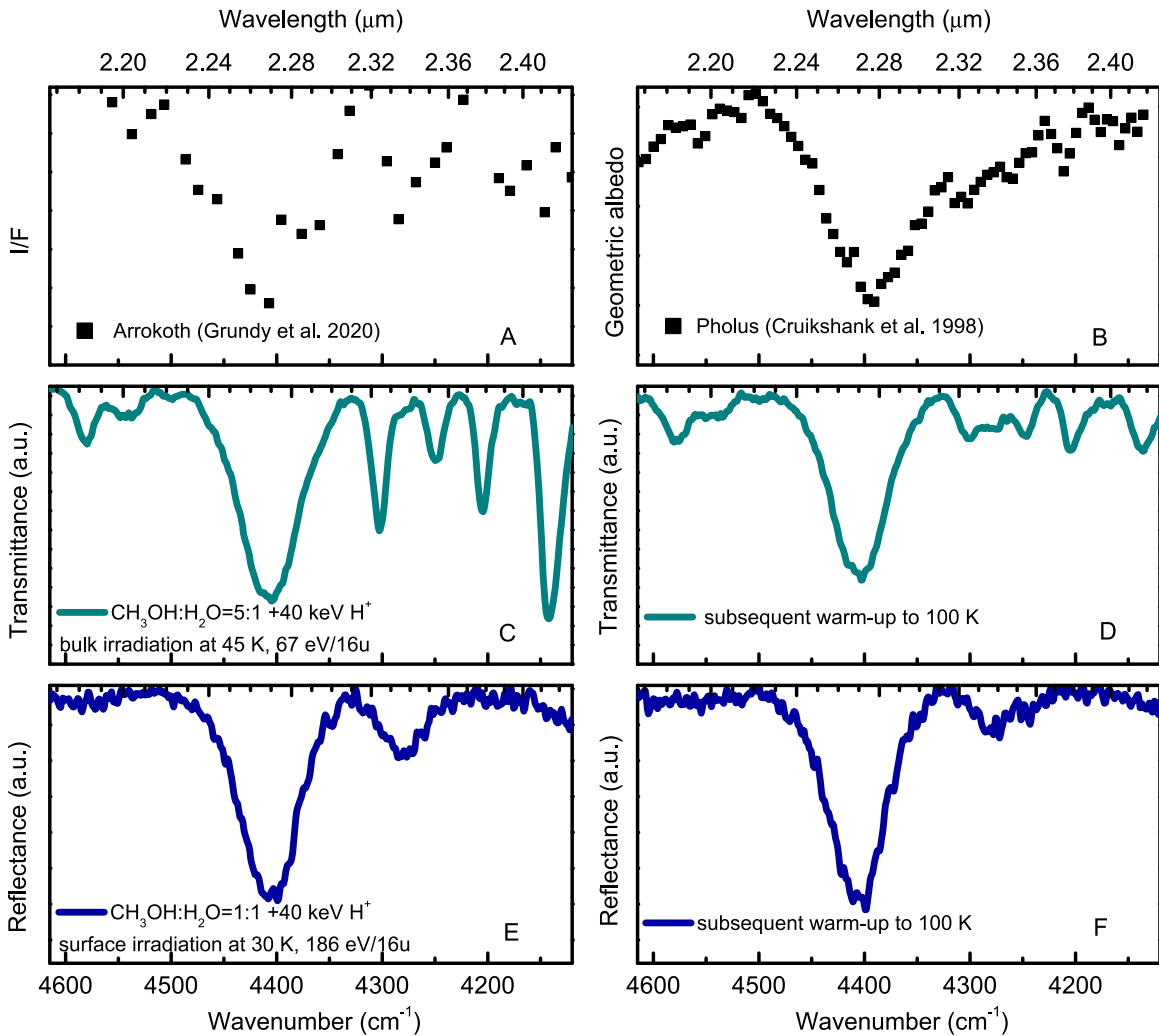 Wavelength (μm)
Wavelength (μm)
2.20 2.24 2.28 2.32 2.36 2.40
2.20 2.24 2.28 2.32 2.36 2.40
I/F
Arrokoth (Grundy et al. 2020)
A
Geometric albedo
Pholus (Cruikshank et al. 1998)
B
Transmittance (a.u.)
CH₃OH:H₂O=5:1 +40 keV H⁺
bulk irradiation at 45 K, 67 eV/16u
C
Transmittance (a.u.)
subsequent warm-up to 100 K
D
Reflectance (a.u.)
CH₃OH:H₂O=1:1 +40 keV H⁺
surface irradiation at 30 K, 186 eV/16u
E
Reflectance (a.u.)
subsequent warm-up to 100 K
F
4600 4500 4400 4300 4200
4600 4500 4400 4300 4200
Wavenumber (cm⁻¹)
Wavenumber (cm⁻¹)